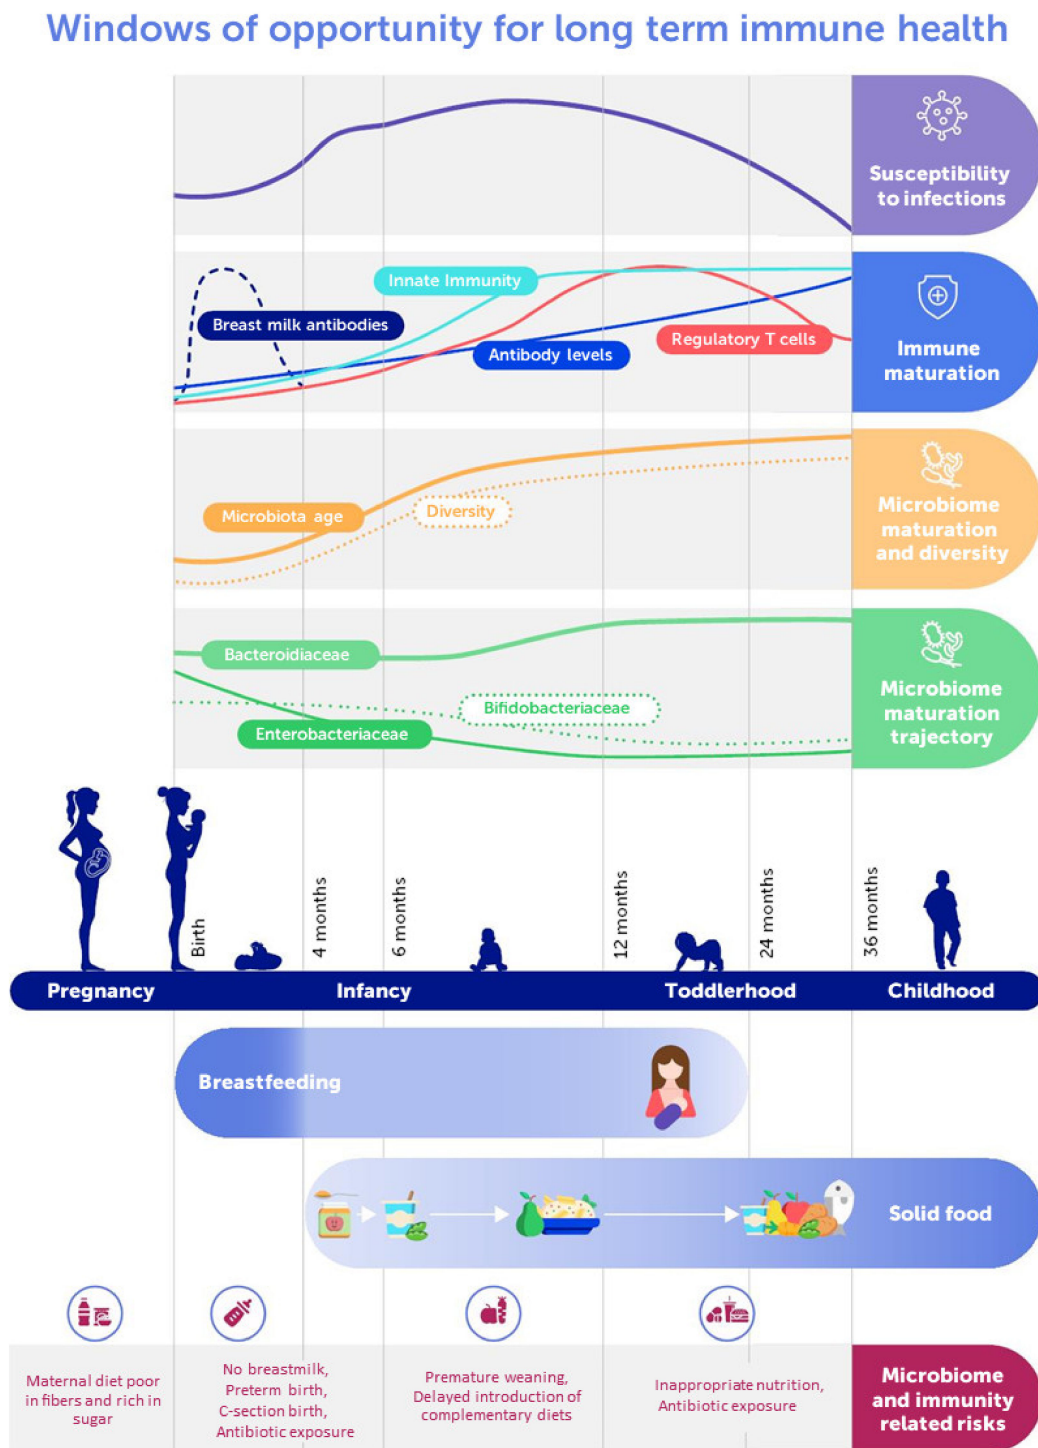 Windows of opportunity for long term immune health
Susceptibility
to infections
Innate Immunity
Breast milk antibodies
Antibody levels
Regulatory T cells
Immune
maturation
Microbiota age
Diversity
Microbiome
maturation
and diversity
Bacteroidiaceae
Bifidobacteriaceae
Enterobacteriaceae
Microbiome
maturation
trajectory
Birth
4 months
6 months
12 months
24 months
36 months
Pregnancy
Infancy
Toddlerhood
Childhood
Breastfeeding
Solid food
Maternal diet poor
in fibers and rich in
sugar
No breastmilk,
Preterm birth,
C-section birth,
Antibiotic exposure
Premature weaning,
Delayed introduction of
complementary diets
Inappropriate nutrition,
Antibiotic exposure
Microbiome
and immunity
related risks